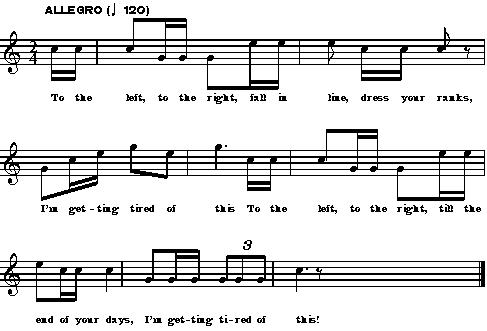 ALLEGRO (♩ 120)
2
4
To the left, to the right, fall in line, dress your ranks,
I'm get-ting tired of this To the left, to the right, till the
3
end of your days, I'm get-ting ti-red of this!